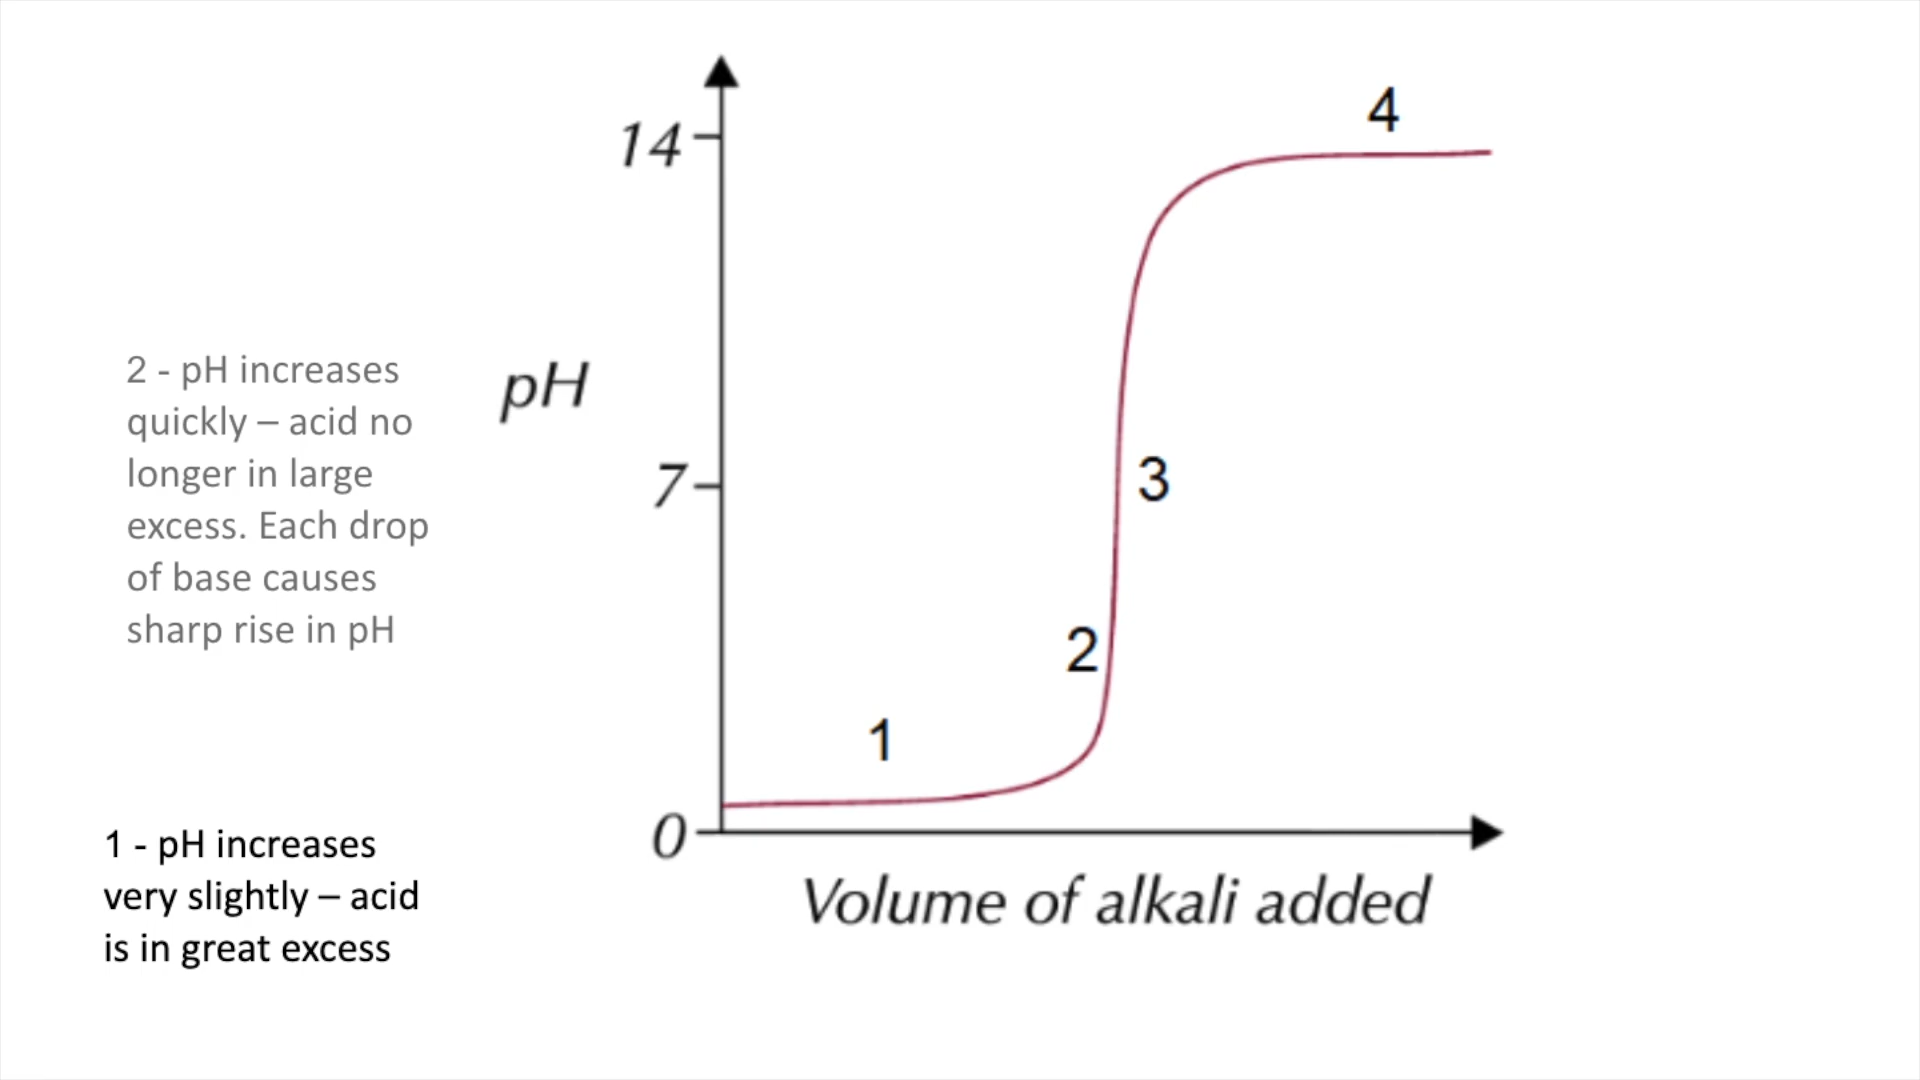 14
4
2 - pH increases
quickly – acid no
longer in large
excess. Each drop
of base causes
sharp rise in pH
pH
7
3
2
1
1 - pH increases
very slightly – acid
is in great excess
0
Volume of alkali added